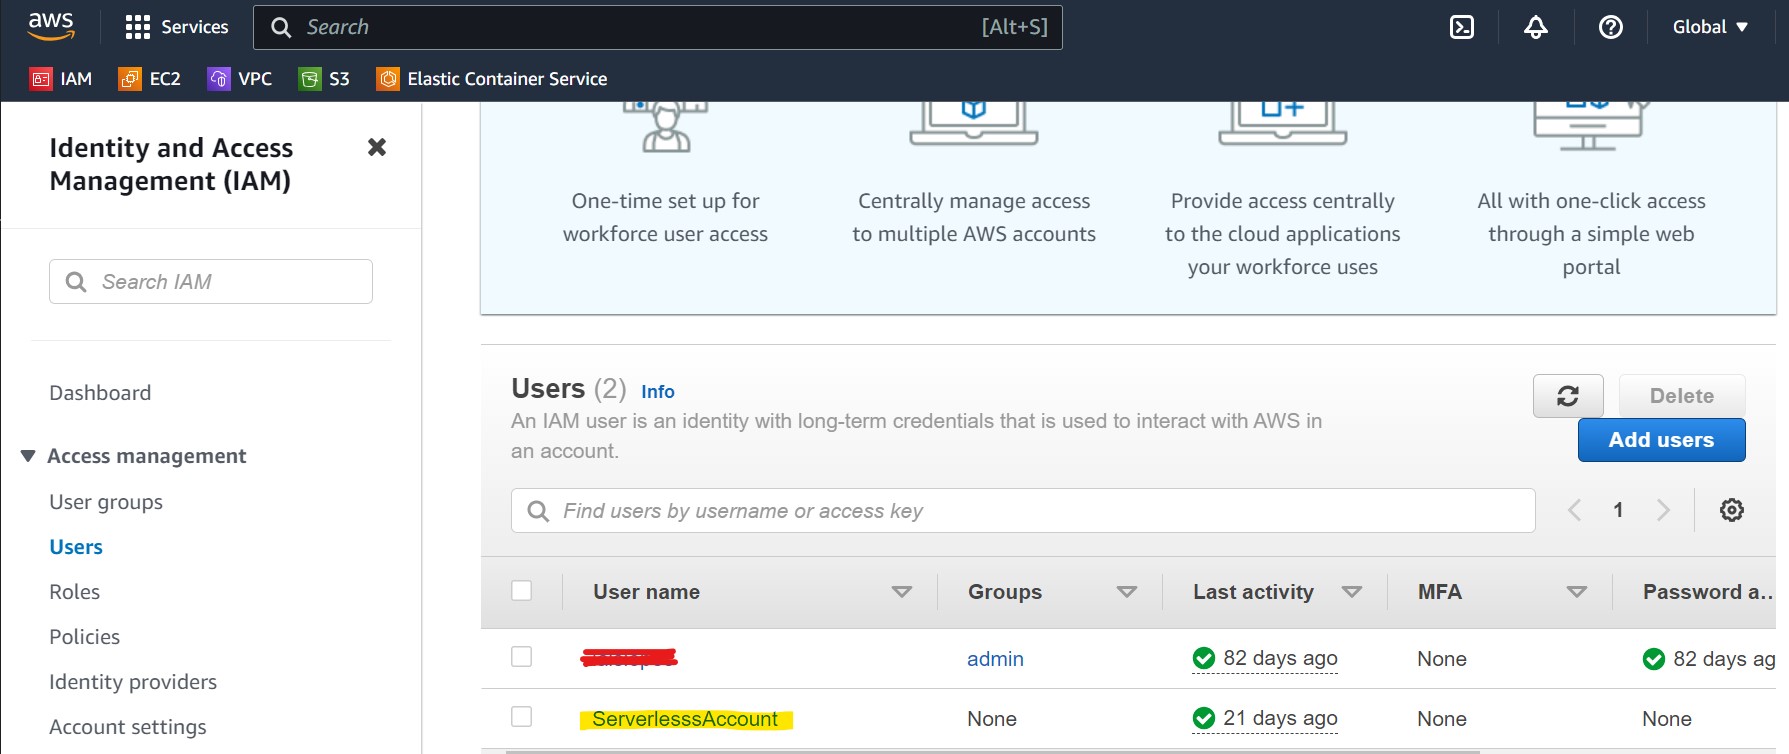 aws
Services
Search
[Alt+S]
Global
IAM
EC2
VPC
S3
Elastic Container Service
Identity and Access
Management (IAM)
Search IAM
Dashboard
Access management
User groups
Users
Roles
Policies
Identity providers
Account settings
One-time set up for
workforce user access
Centrally manage access
to multiple AWS accounts
Provide access centrally
to the cloud applications
your workforce uses
All with one-click access
through a simple web
portal
Users (2) Info
An IAM user is an identity with long-term credentials that is used to interact with AWS in
an account.
Delete
Add users
Find users by username or access key
1
User name Groups Last activity MFA Password a...
admin 82 days ago None 82 days ag
ServerlesssAccount None 21 days ago None None